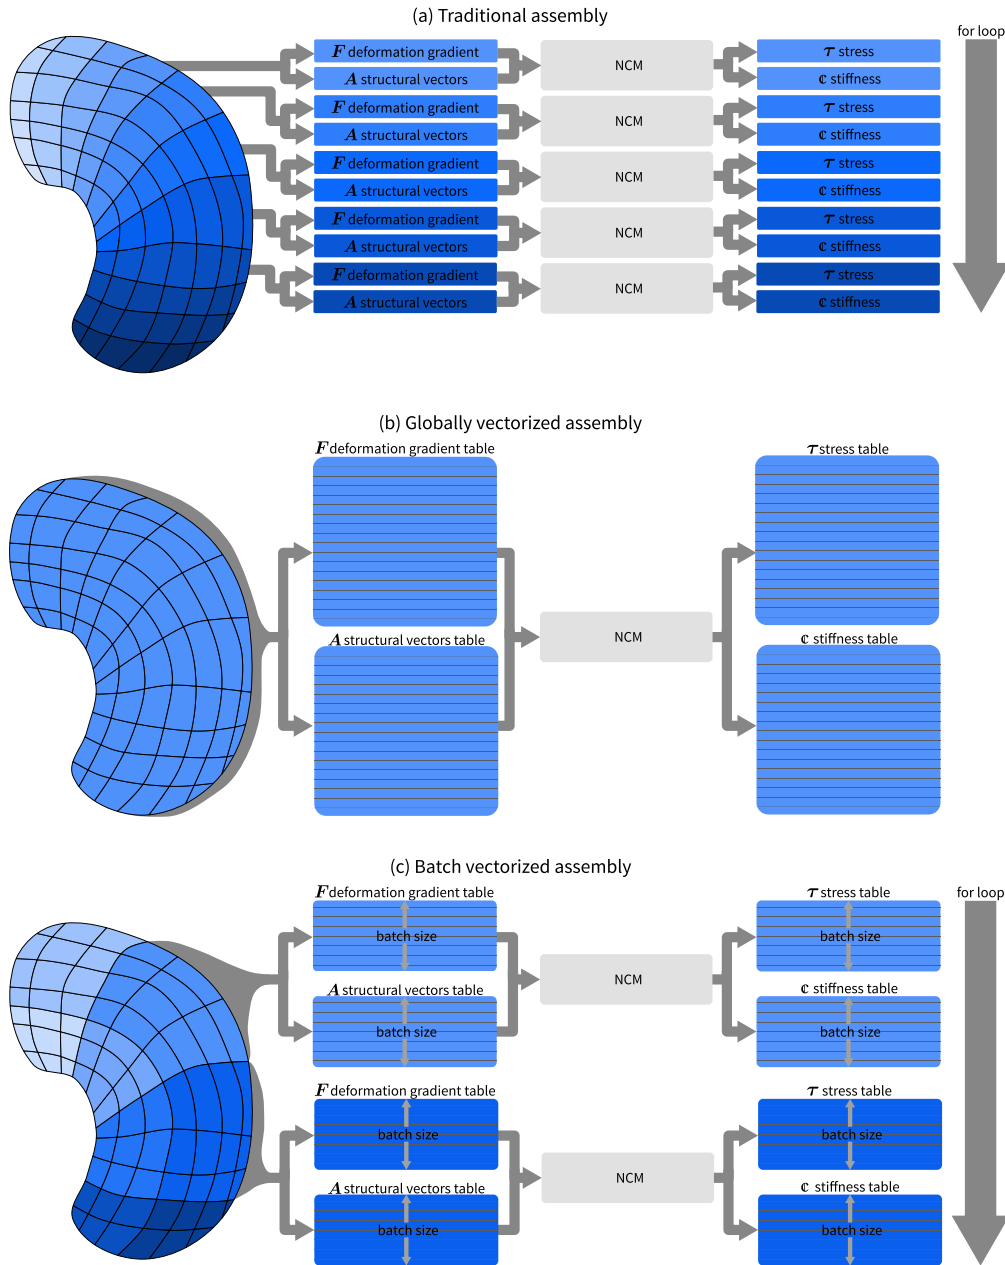 (a) Traditional assembly
for loop
F deformation gradient
A structural vectors
NCM
τ stress
𝕔 stiffness
F deformation gradient
A structural vectors
NCM
τ stress
𝕔 stiffness
F deformation gradient
A structural vectors
NCM
τ stress
𝕔 stiffness
F deformation gradient
A structural vectors
NCM
τ stress
𝕔 stiffness
F deformation gradient
A structural vectors
NCM
τ stress
𝕔 stiffness
(b) Globally vectorized assembly
F deformation gradient table
τ stress table
A structural vectors table
NCM
𝕔 stiffness table
(c) Batch vectorized assembly
F deformation gradient table
τ stress table
for loop
batch size
batch size
NCM
A structural vectors table
𝕔 stiffness table
batch size
batch size
F deformation gradient table
τ stress table
batch size
batch size
NCM
A structural vectors table
𝕔 stiffness table
batch size
batch size